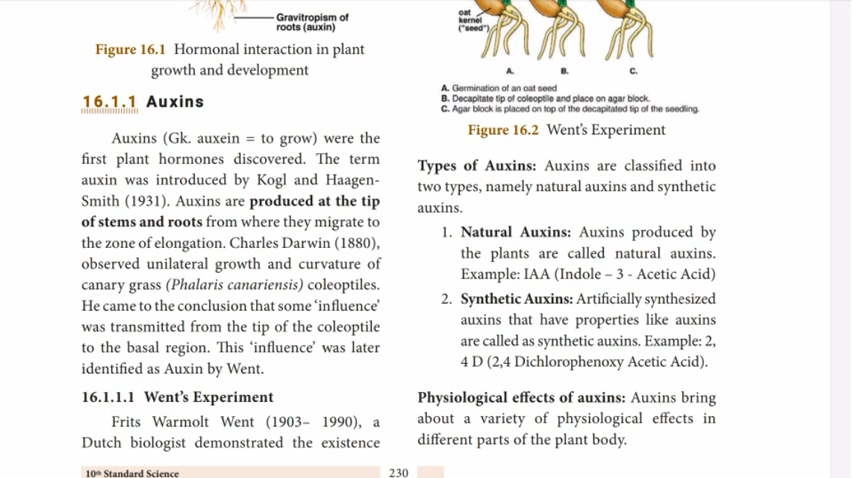 Gravitropism of
roots (auxin)
Figure 16.1 Hormonal interaction in plant
growth and development
16.1.1 Auxins
Auxins (Gk. auxein = to grow) were the
first plant hormones discovered. The term
auxin was introduced by Kogl and Haagen-
Smith (1931). Auxins are produced at the tip
of stems and roots from where they migrate to
the zone of elongation. Charles Darwin (1880),
observed unilateral growth and curvature of
canary grass (Phalaris canariensis) coleoptiles.
He came to the conclusion that some ‘influence’
was transmitted from the tip of the coleoptile
to the basal region. This ‘influence’ was later
identified as Auxin by Went.
16.1.1.1 Went’s Experiment
Frits Warmolt Went (1903– 1990), a
Dutch biologist demonstrated the existence
oat
kernel
("seed")
A. B. C.
A. Germination of an oat seed
B. Decapitate tip of coleoptile and place on agar block.
C. Agar block is placed on top of the decapitated tip of the seedling.
Figure 16.2 Went’s Experiment
Types of Auxins: Auxins are classified into
two types, namely natural auxins and synthetic
auxins.
1. Natural Auxins: Auxins produced by
the plants are called natural auxins.
Example: IAA (Indole – 3 - Acetic Acid)
2. Synthetic Auxins: Artificially synthesized
auxins that have properties like auxins
are called as synthetic auxins. Example: 2,
4 D (2,4 Dichlorophenoxy Acetic Acid).
Physiological effects of auxins: Auxins bring
about a variety of physiological effects in
different parts of the plant body.
10th Standard Science 230